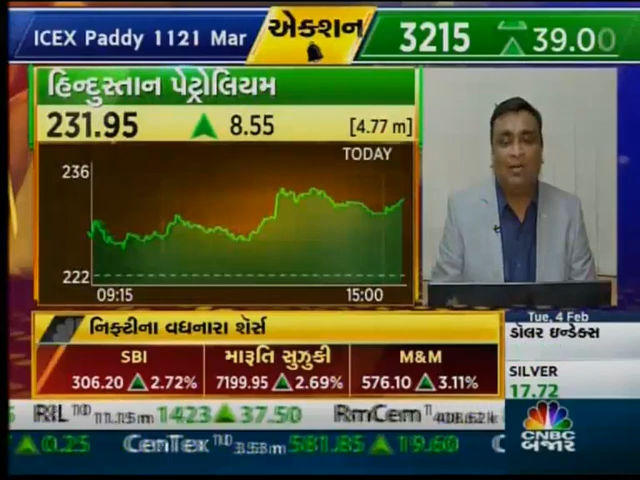 ICEX Paddy 1121 Mar
એક્શન
3215 39.00
હિન્દુસ્તાન પેટ્રોલિયમ
231.95 8.55 [4.77 m]
TODAY
236
222
09:15 15:00
નિફ્ટીના વધનારા શૅર્સ
SBI મારૂતિ સુઝુકી M&M
306.20 2.72% 7199.95 2.69% 576.10 3.11%
Tue, 4 Feb
ડૉલર ઇન્ડેક્સ
SILVER
17.72
RIL 1423 37.50 RmCem
0.25 CenTex 581.85 19.60
CNBC
બજાર